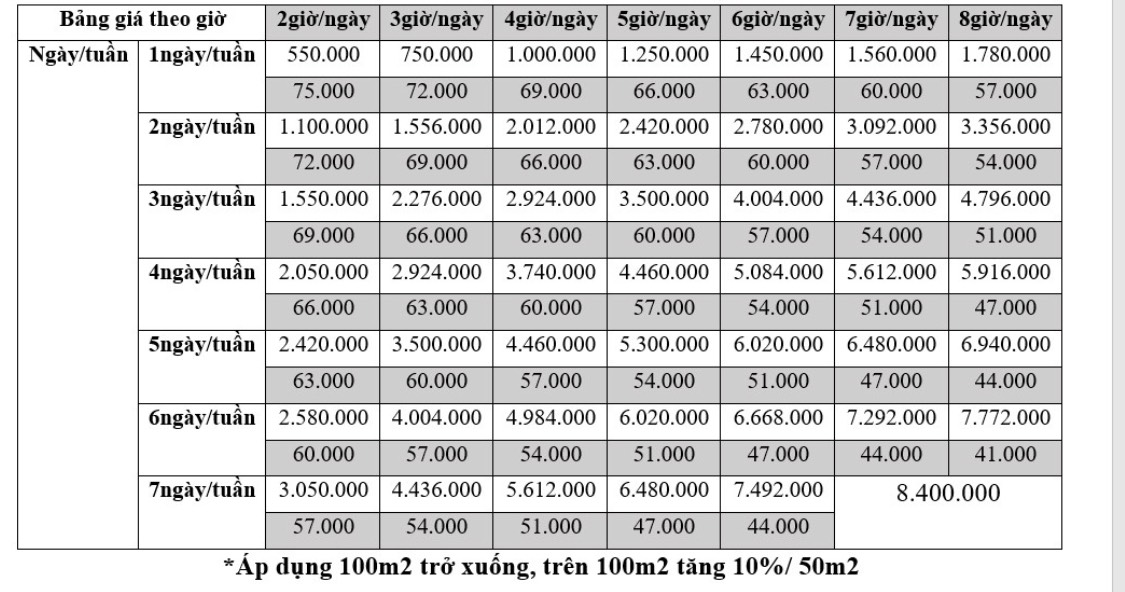 Bảng giá theo giờ 2giờ/ngày 3giờ/ngày 4giờ/ngày 5giờ/ngày 6giờ/ngày 7giờ/ngày 8giờ/ngày
Ngày/tuần 1ngày/tuần 550.000 750.000 1.000.000 1.250.000 1.450.000 1.560.000 1.780.000
75.000 72.000 69.000 66.000 63.000 60.000 57.000
2ngày/tuần 1.100.000 1.556.000 2.012.000 2.420.000 2.780.000 3.092.000 3.356.000
72.000 69.000 66.000 63.000 60.000 57.000 54.000
3ngày/tuần 1.550.000 2.276.000 2.924.000 3.500.000 4.004.000 4.436.000 4.796.000
69.000 66.000 63.000 60.000 57.000 54.000 51.000
4ngày/tuần 2.050.000 2.924.000 3.740.000 4.460.000 5.084.000 5.612.000 5.916.000
66.000 63.000 60.000 57.000 54.000 51.000 47.000
5ngày/tuần 2.420.000 3.500.000 4.460.000 5.300.000 6.020.000 6.480.000 6.940.000
63.000 60.000 57.000 54.000 51.000 47.000 44.000
6ngày/tuần 2.580.000 4.004.000 4.984.000 6.020.000 6.668.000 7.292.000 7.772.000
60.000 57.000 54.000 51.000 47.000 44.000 41.000
7ngày/tuần 3.050.000 4.436.000 5.612.000 6.480.000 7.492.000 8.400.000
57.000 54.000 51.000 47.000 44.000
*Áp dụng 100m2 trở xuống, trên 100m2 tăng 10%/ 50m2